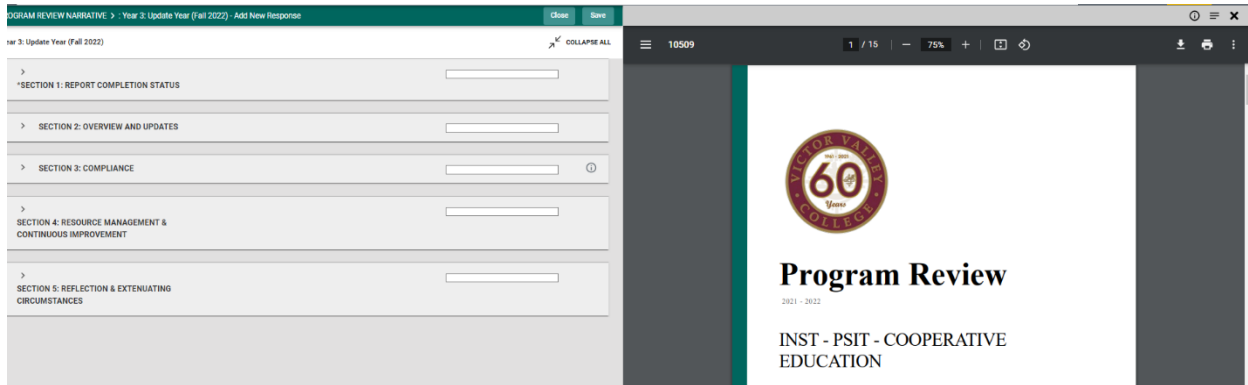 OGRAM REVIEW NARRATIVE > : Year 3: Update Year (Fall 2022) - Add New Response
Close Save
ear 3: Update Year (Fall 2022)
COLLAPSE ALL
*SECTION 1: REPORT COMPLETION STATUS
SECTION 2: OVERVIEW AND UPDATES
SECTION 3: COMPLIANCE
SECTION 4: RESOURCE MANAGEMENT &
CONTINUOUS IMPROVEMENT
SECTION 5: REFLECTION & EXTENUATING
CIRCUMSTANCES
10509
1 / 15
75%
VICTOR VALLEY
60
Years
COLLEGE
Program Review
2021 - 2022
INST - PSIT - COOPERATIVE
EDUCATION